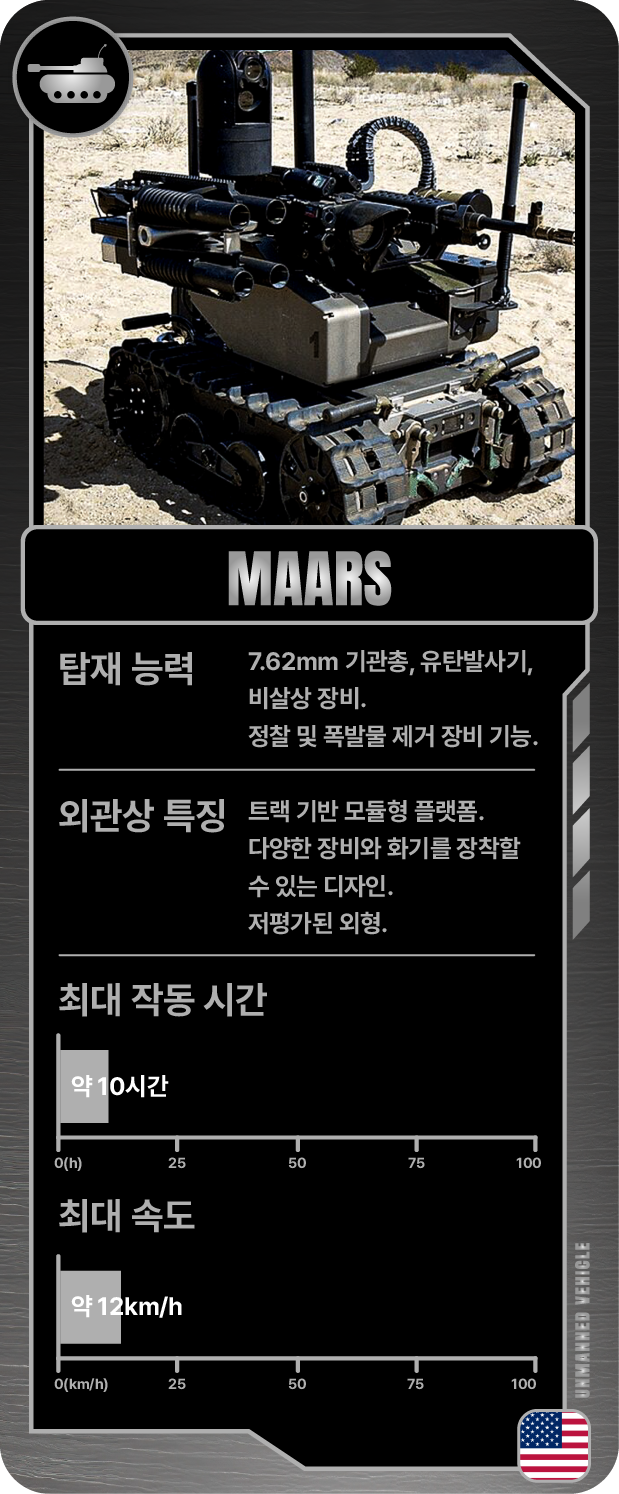 MAARS
탑재 능력
7.62mm 기관총, 유탄발사기,
비살상 장비.
정찰 및 폭발물 제거 장비 기능.
외관상 특징
트랙 기반 모듈형 플랫폼.
다양한 장비와 화기를 장착할
수 있는 디자인.
저평가된 외형.
최대 작동 시간
약 10시간
0(h) 25 50 75 100
최대 속도
약 12km/h
0(km/h) 25 50 75 100
UNMANNED VEHICLE